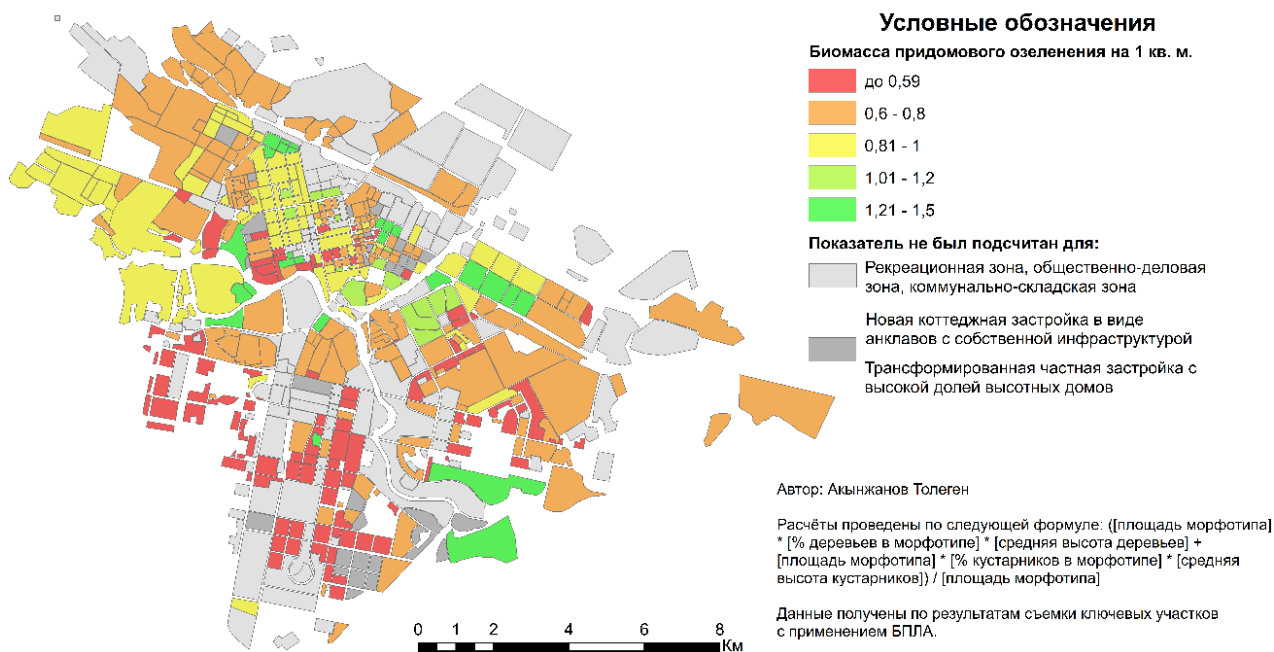 Условные обозначения
Биомасса придомового озеленения на 1 кв. м.
до 0,59
0,6 - 0,8
0,81 - 1
1,01 - 1,2
1,21 - 1,5
Показатель не был подсчитан для:
Рекреационная зона, общественно-деловая
зона, коммунально-складская зона
Новая коттеджная застройка в виде
анклавов с собственной инфраструктурой
Трансформированная частная застройка с
высокой долей высотных домов
Автор: Акынжанов Толеген
Расчёты проведены по следующей формуле: ([площадь морфотипа]
* [% деревьев в морфотипе] * [средняя высота деревьев] +
[площадь морфотипа] * [% кустарников в морфотипе] * [средняя
высота кустарников]) / [площадь морфотипа]
Данные получены по результатам съемки ключевых участков
с применением БПЛА.
0 1 2 4 6 8
Км